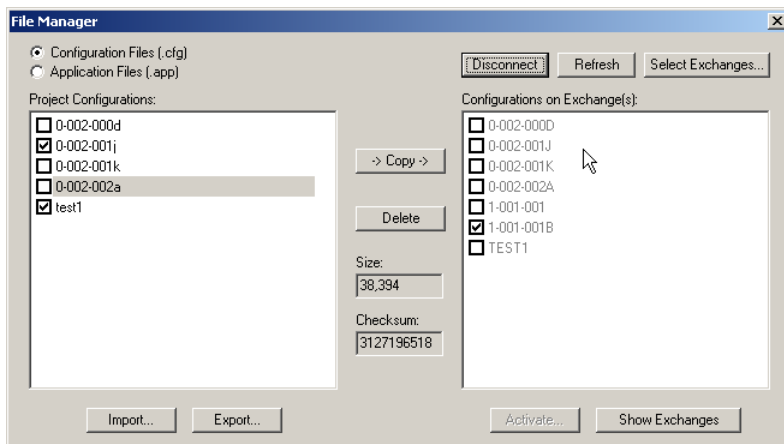 File Manager
Configuration Files (.cfg)
Application Files (.app)
Disconnect Refresh Select Exchanges...
Project Configurations:
0-002-000d
0-002-001j
0-002-001k
0-002-002a
test1
-> Copy ->
Delete
Size:
38,394
Checksum:
3127196518
Configurations on Exchange(s):
0-002-000D
0-002-001J
0-002-001K
0-002-002A
1-001-001
1-001-001B
TEST1
Import... Export... Activate... Show Exchanges